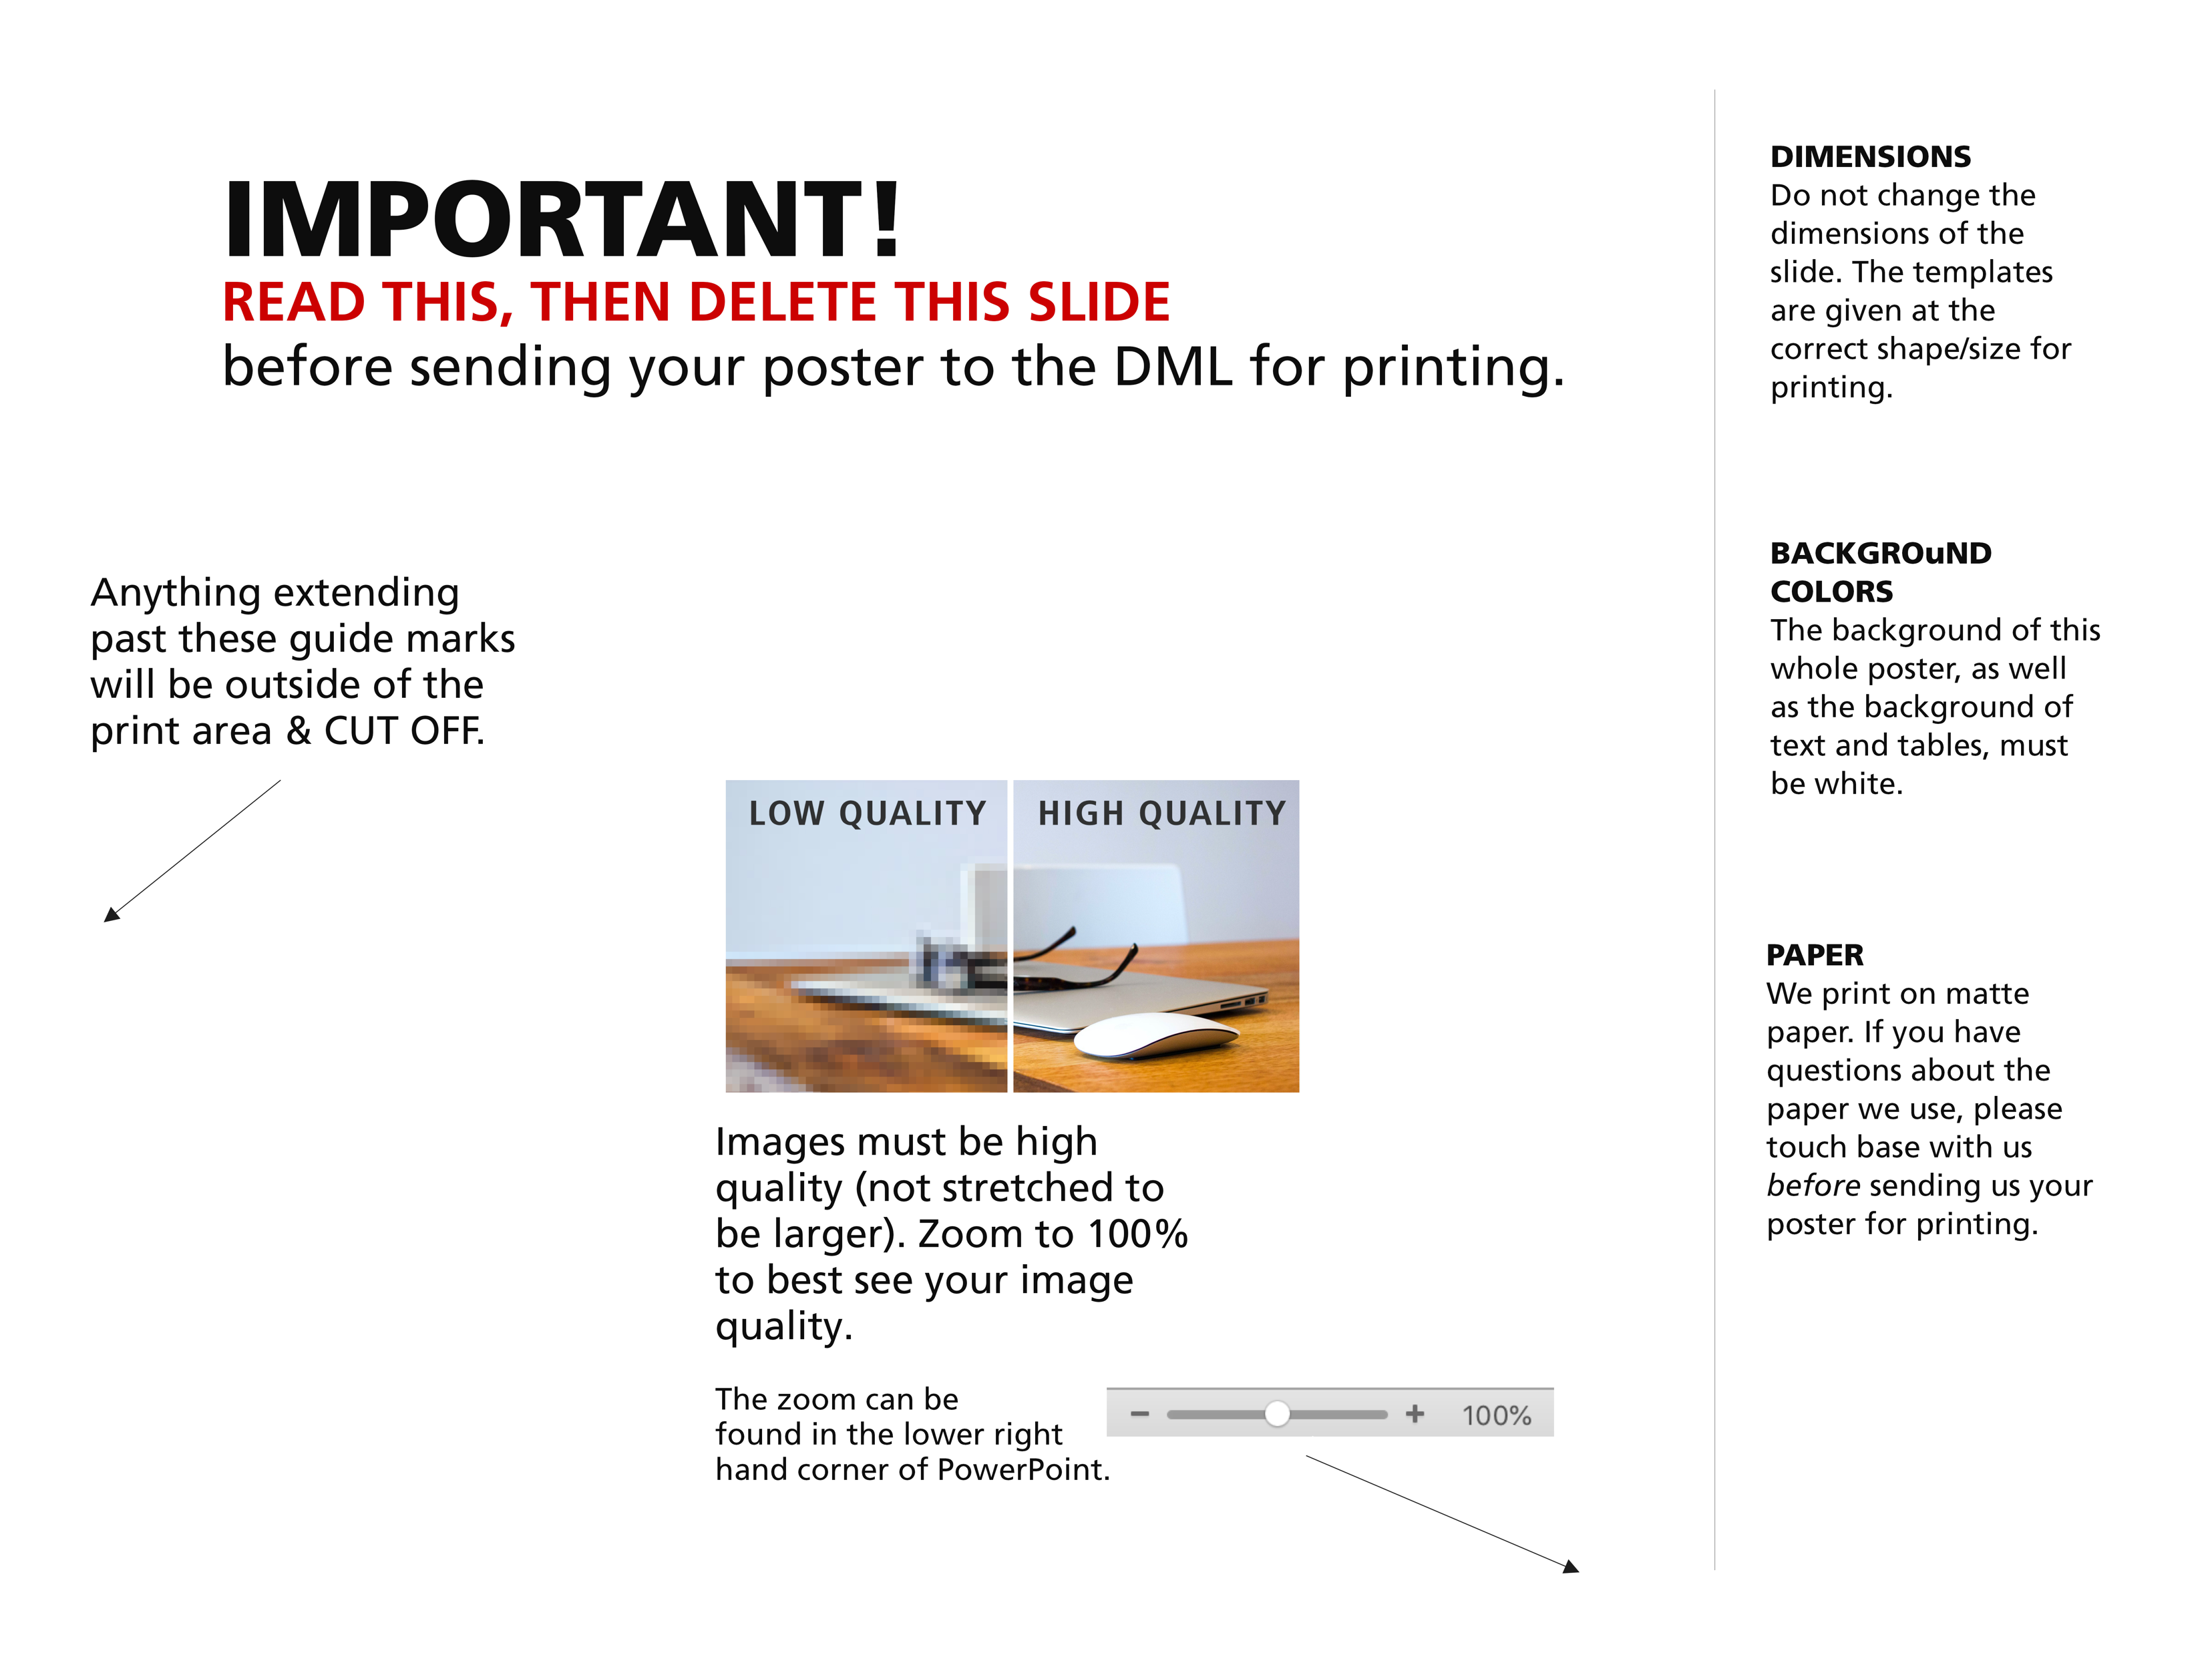 IMPORTANT!
READ THIS, THEN DELETE THIS SLIDE
before sending your poster to the DML for printing.
Anything extending
past these guide marks
will be outside of the
print area & CUT OFF.
LOW QUALITY
HIGH QUALITY
Images must be high
quality (not stretched to
be larger). Zoom to 100%
to best see your image
quality.
The zoom can be
found in the lower right
hand corner of PowerPoint.
− + 100%
DIMENSIONS
Do not change the
dimensions of the
slide. The templates
are given at the
correct shape/size for
printing.
BACKGROuND
COLORS
The background of this
whole poster, as well
as the background of
text and tables, must
be white.
PAPER
We print on matte
paper. If you have
questions about the
paper we use, please
touch base with us
before sending us your
poster for printing.